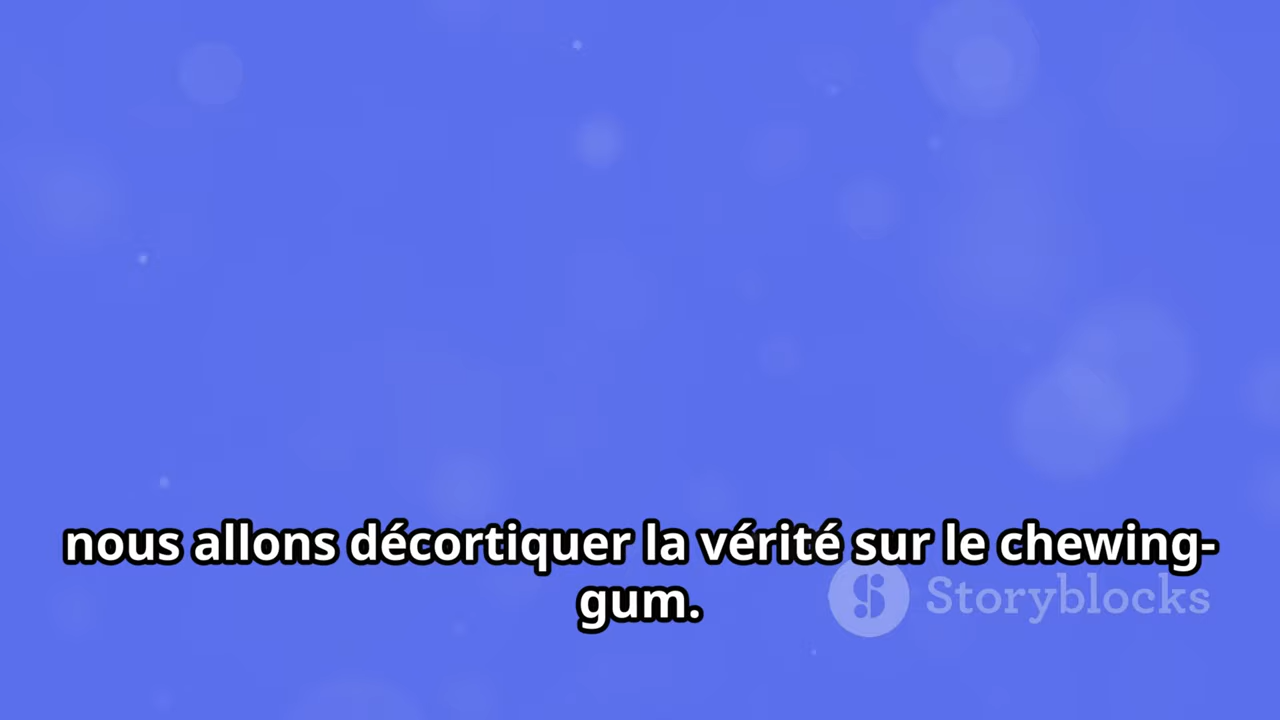 nous allons décortiquer la vérité sur le chewing-
gum.
Storyblocks